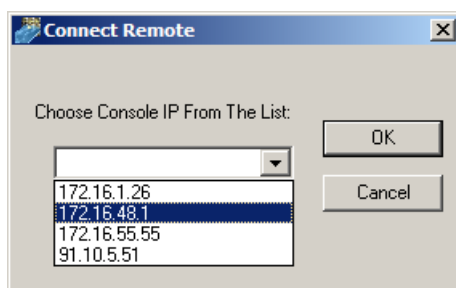 Connect Remote
Choose Console IP From The List:
OK
172.16.1.26
Cancel
172.16.48.1
172.16.55.55
91.10.5.51